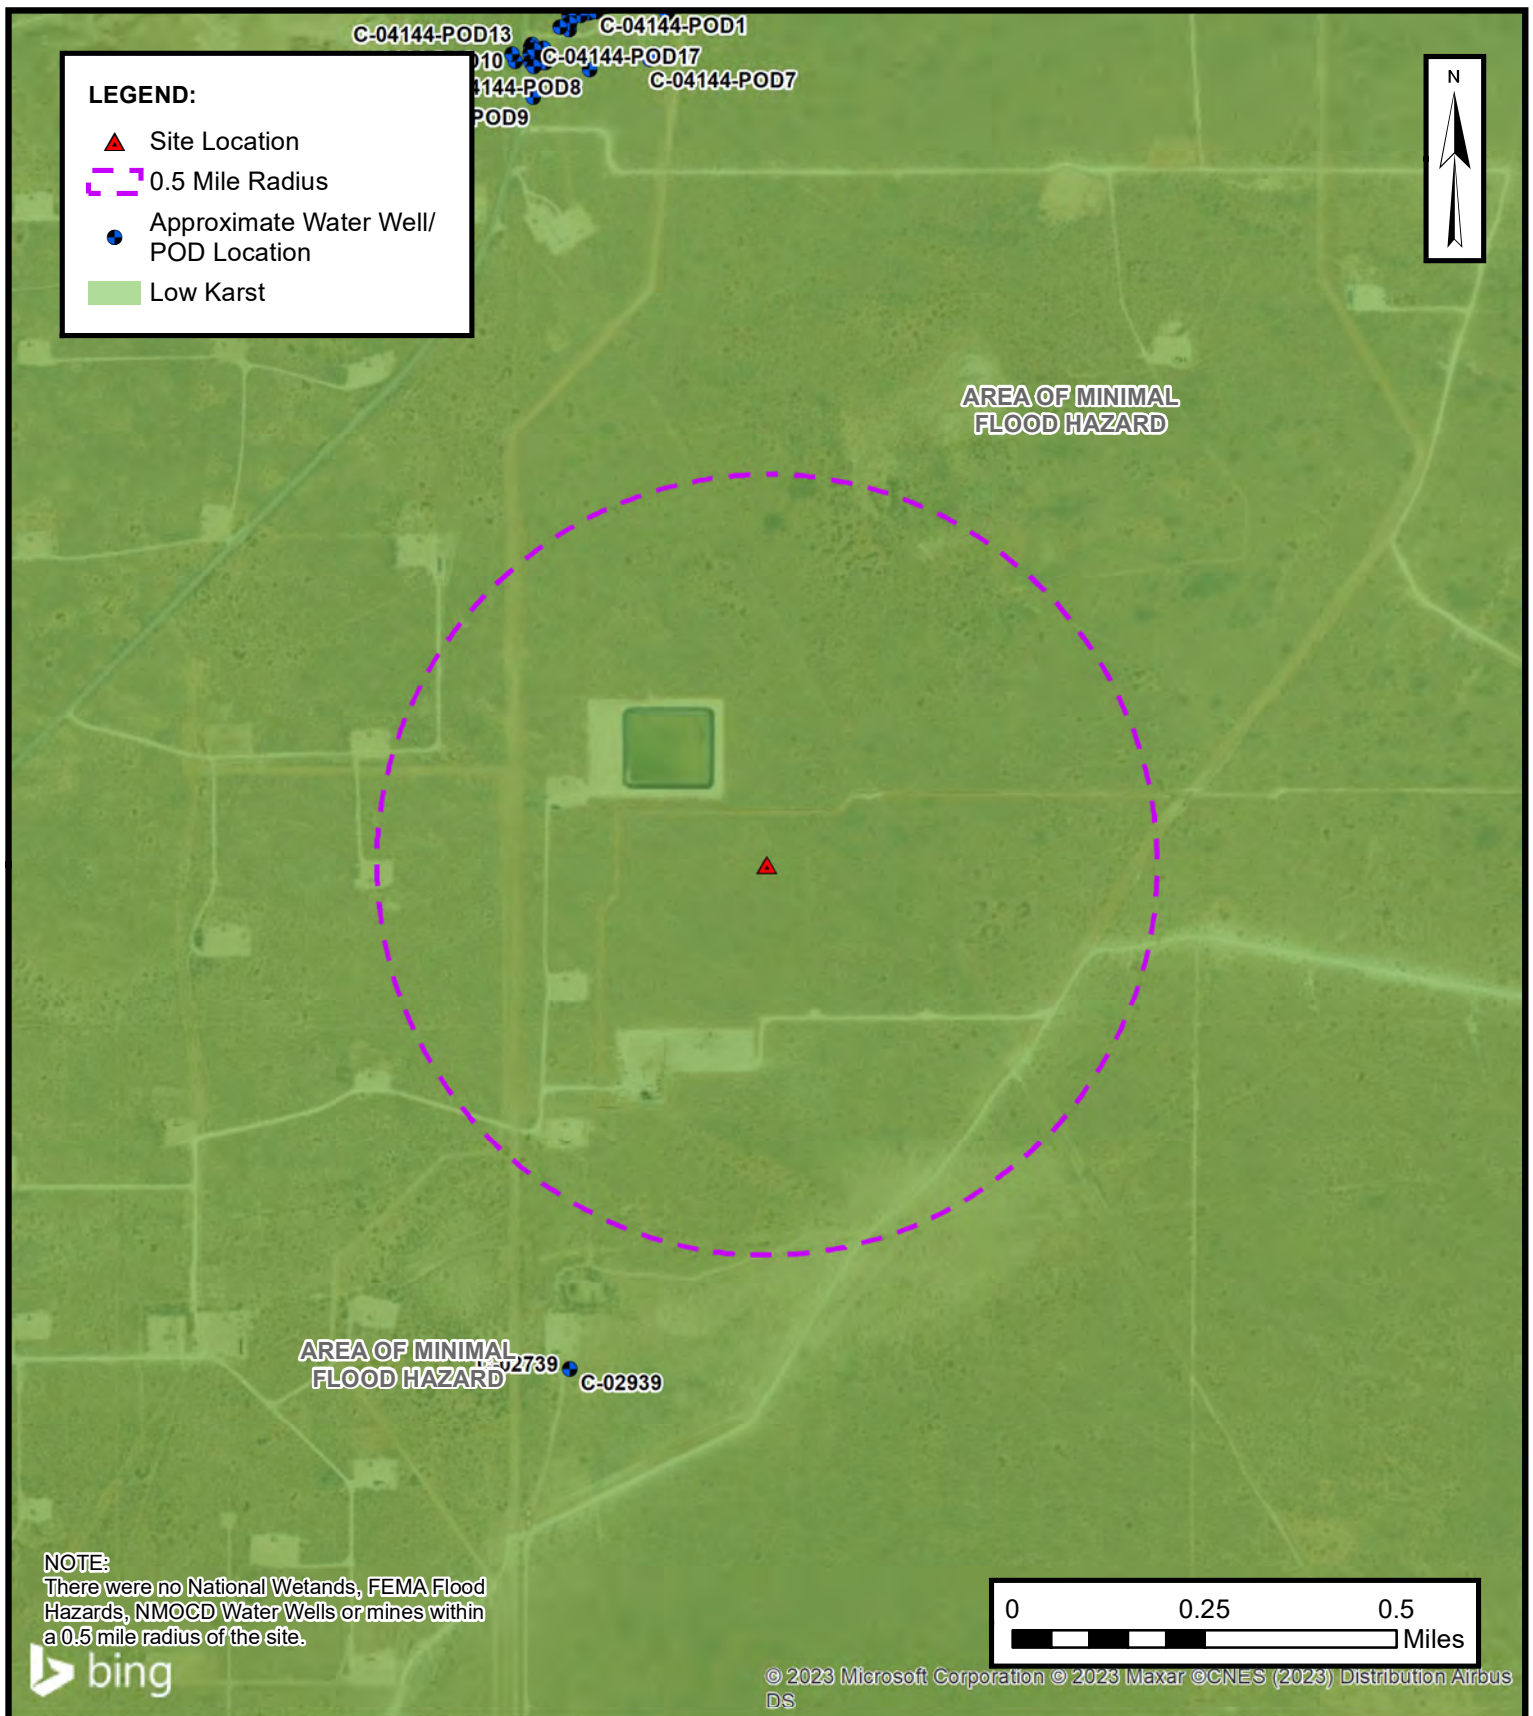 C-04144-POD13
C-04144-POD1
C-04144-POD17
C-04144-POD7
POD9
LEGEND:
Site Location
0.5 Mile Radius
Approximate Water Well/
POD Location
Low Karst
N
AREA OF MINIMAL
FLOOD HAZARD
AREA OF MINIMAL
FLOOD HAZARD
02739
C-02939
NOTE:
There were no National Wetands, FEMA Flood
Hazards, NMOCD Water Wells or mines within
a 0.5 mile radius of the site.
bing
0 0.25 0.5
Miles
© 2023 Microsoft Corporation © 2023 Maxar ©CNES (2023) Distribution Airbus
DS